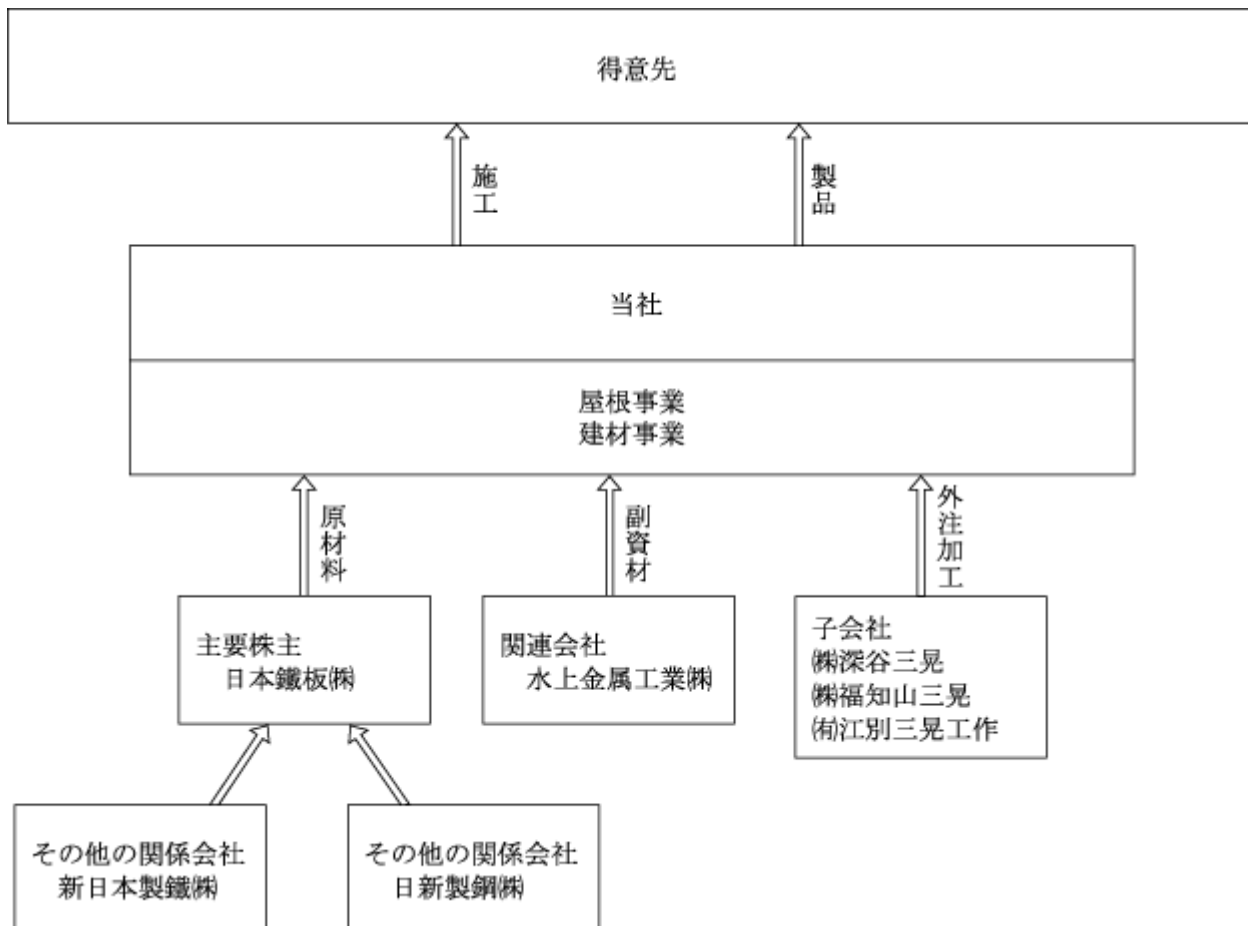 得意先
施工
製品
当社
屋根事業
建材事業
原材料
副資材
外注加工
主要株主
日本鐵板㈱
関連会社
水上金属工業㈱
子会社
㈱深谷三晃
㈱福知山三晃
㈲江別三晃工作
その他の関係会社
新日本製鐵㈱
その他の関係会社
日新製鋼㈱